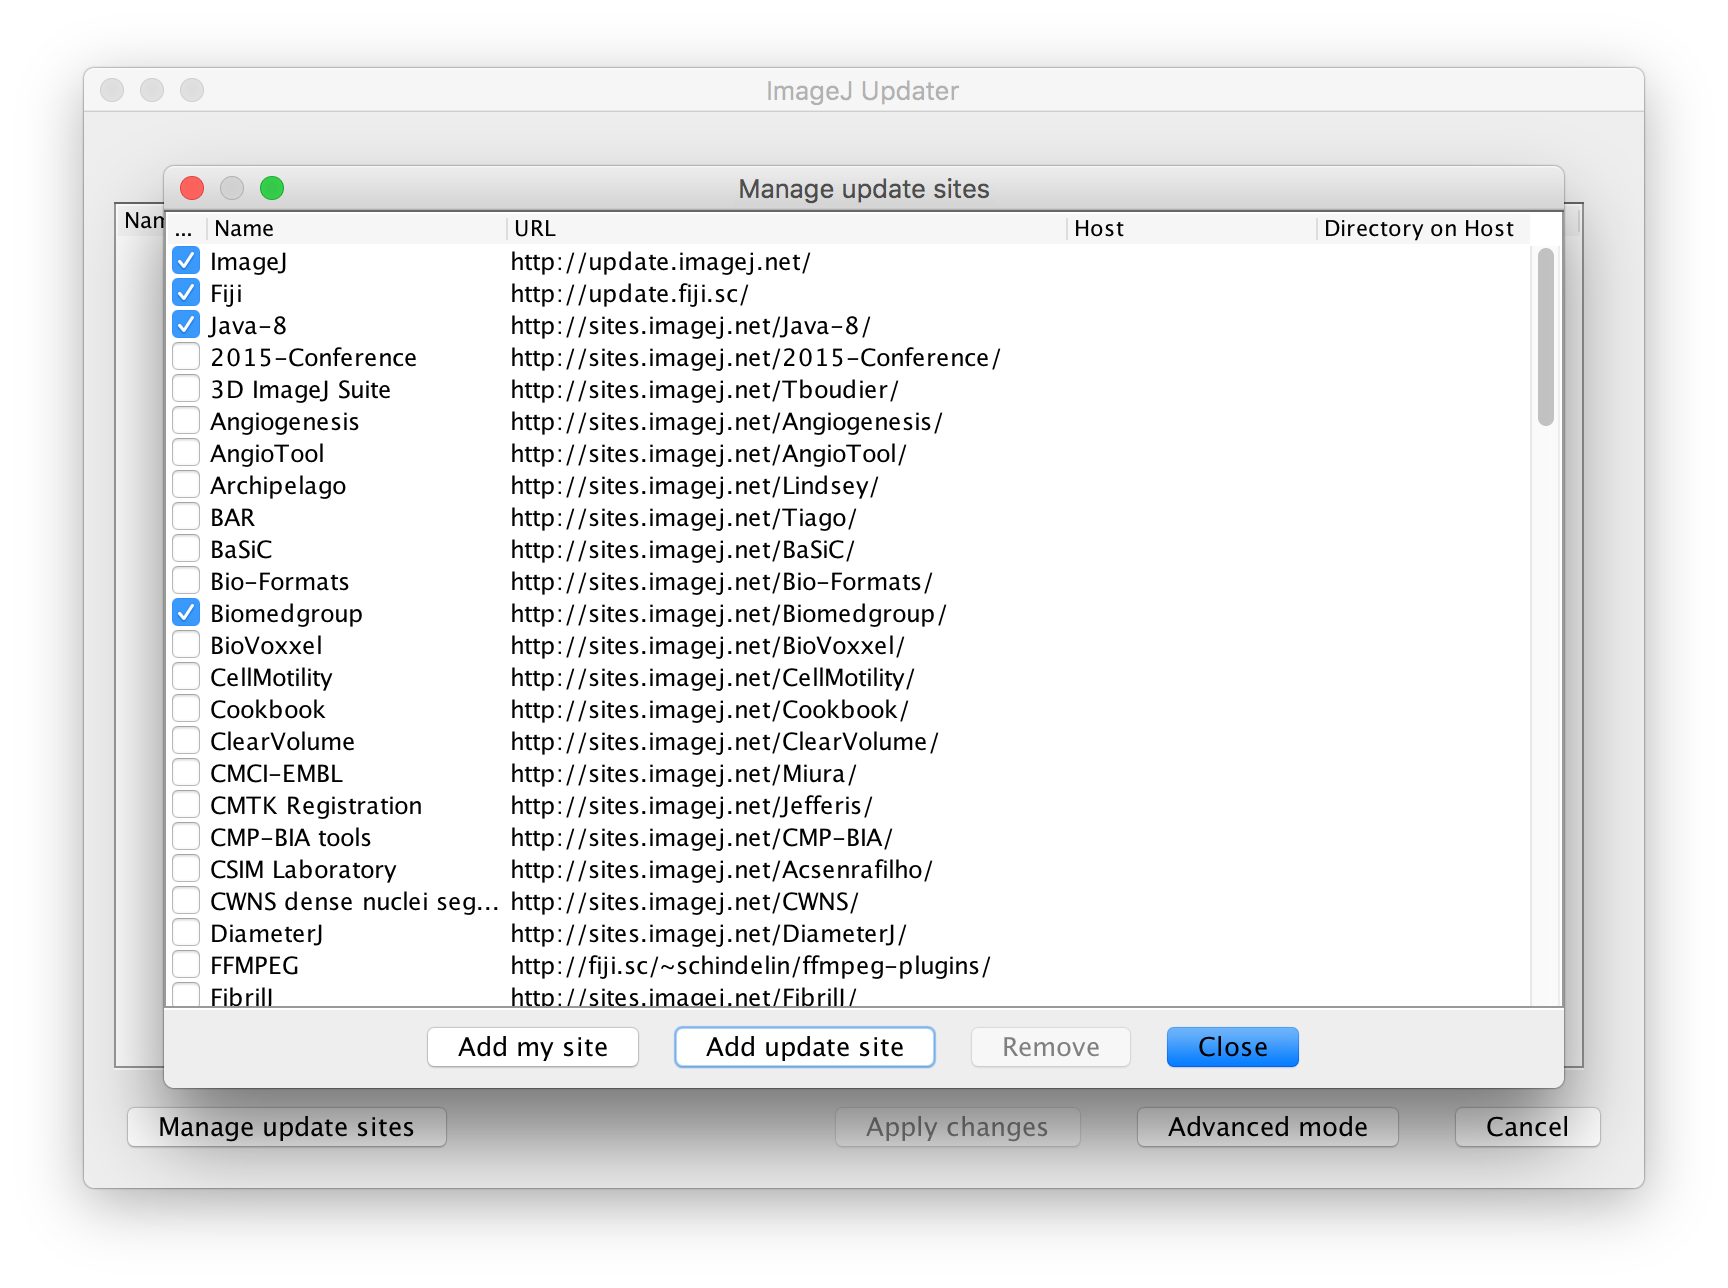 ImageJ Updater
Manage update sites
Nam
... Name URL Host Directory on Host
ImageJ http://update.imagej.net/
Fiji http://update.fiji.sc/
Java-8 http://sites.imagej.net/Java-8/
2015-Conference http://sites.imagej.net/2015-Conference/
3D ImageJ Suite http://sites.imagej.net/Tboudier/
Angiogenesis http://sites.imagej.net/Angiogenesis/
AngioTool http://sites.imagej.net/AngioTool/
Archipelago http://sites.imagej.net/Lindsey/
BAR http://sites.imagej.net/Tiago/
BaSiC http://sites.imagej.net/BaSiC/
Bio-Formats http://sites.imagej.net/Bio-Formats/
Biomedgroup http://sites.imagej.net/Biomedgroup/
BioVoxxel http://sites.imagej.net/BioVoxxel/
CellMotility http://sites.imagej.net/CellMotility/
Cookbook http://sites.imagej.net/Cookbook/
ClearVolume http://sites.imagej.net/ClearVolume/
CMCI-EMBL http://sites.imagej.net/Miura/
CMTK Registration http://sites.imagej.net/Jefferis/
CMP-BIA tools http://sites.imagej.net/CMP-BIA/
CSIM Laboratory http://sites.imagej.net/Acsenrafilho/
CWNS dense nuclei seg... http://sites.imagej.net/CWNS/
DiameterJ http://sites.imagej.net/DiameterJ/
FFMPEG http://fiji.sc/~schindelin/ffmpeg-plugins/
FibrilJ http://sites.imagej.net/FibrilJ/
Add my site Add update site Remove Close
Manage update sites Apply changes Advanced mode Cancel